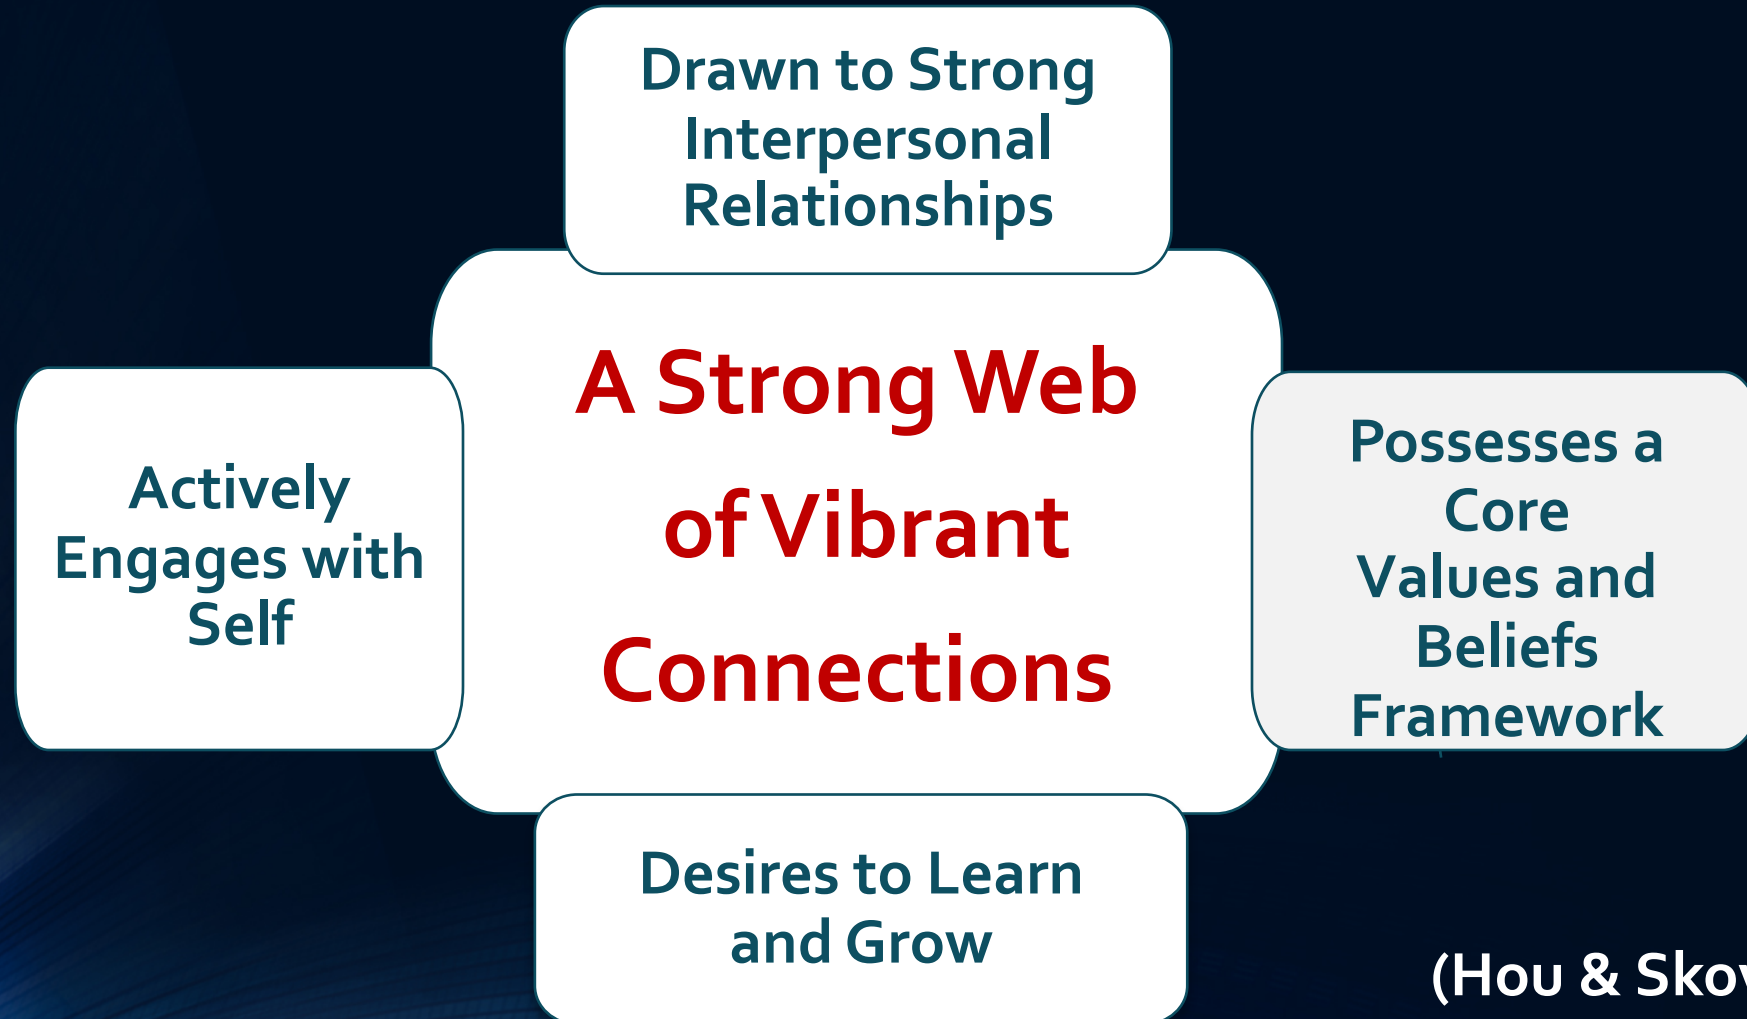 Drawn to Strong
Interpersonal
Relationships
A Strong Web
of Vibrant
Connections
Actively
Engages with
Self
Possesses a
Core
Values and
Beliefs
Framework
Desires to Learn
and Grow
(Hou & Skov